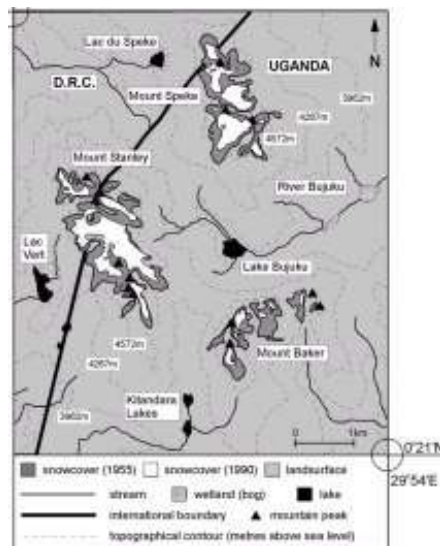 Lac du Speke
UGANDA
N
D.R.C.
Mount Speke
3962m
4267m
4572m
Mount Stanley
River Bujuku
Lac
Vert
Lake Bujuku
4572m
4267m
Mount Baker
Kitandara
Lakes
3962m
0 1km
0°21'N
29°54'E
snowcover (1955) snowcover (1990) landsurface
stream wetland (bog) lake
international boundary mountain peak
topographical contour (metres above sea level)